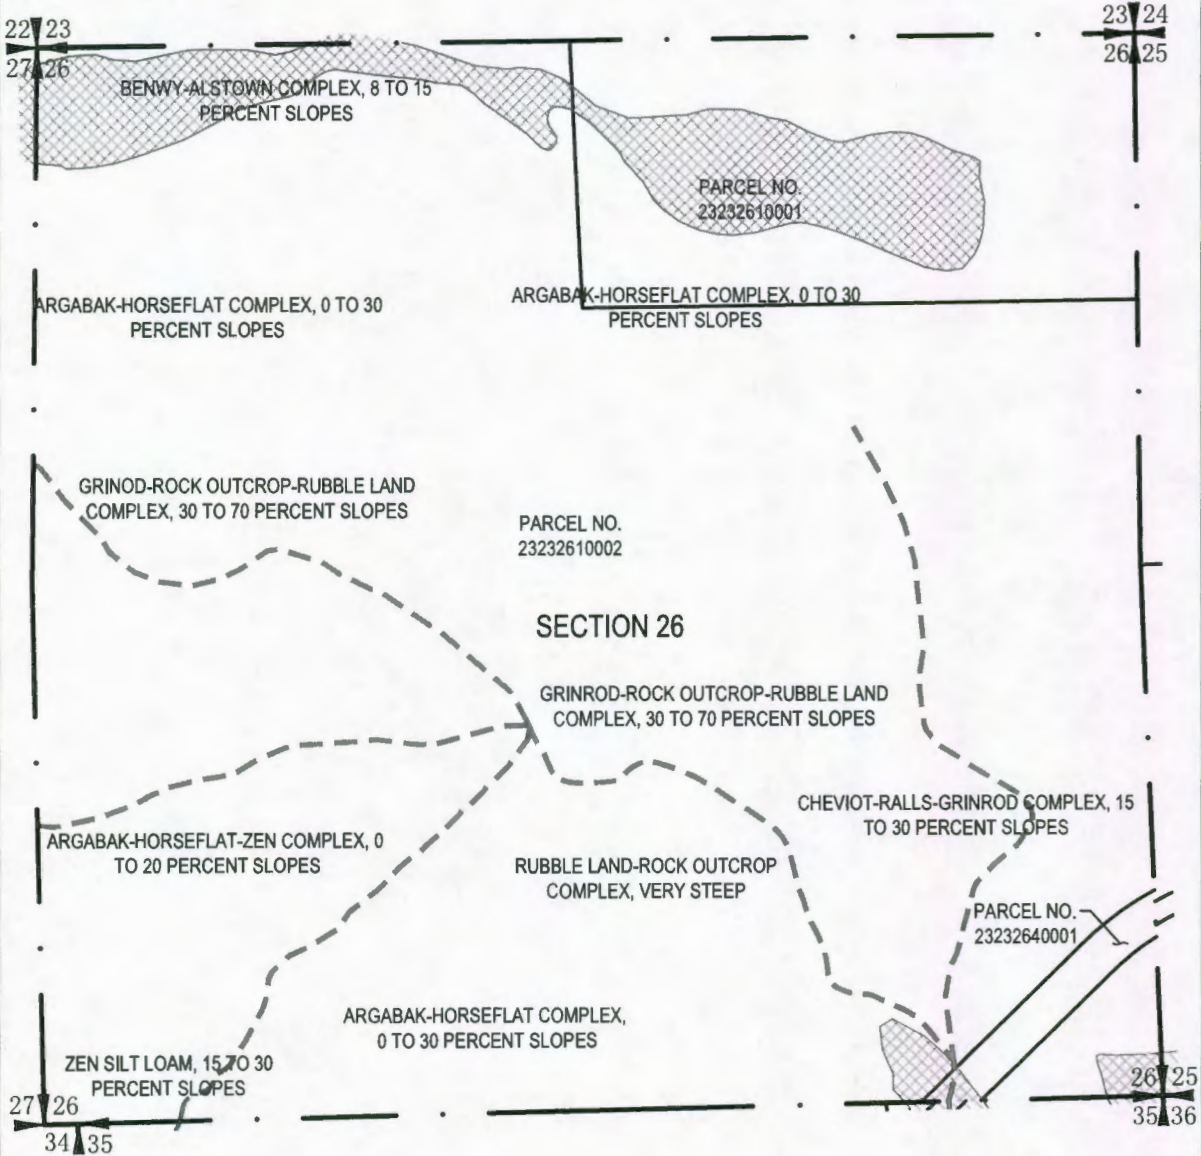 22 23
23 24
27 26
26 25
BENWY-ALSTOWN COMPLEX, 8 TO 15
PERCENT SLOPES
PARCEL NO.
23232610001
ARGABAK-HORSEFLAT COMPLEX, 0 TO 30
PERCENT SLOPES
ARGABAK-HORSEFLAT COMPLEX, 0 TO 30
PERCENT SLOPES
GRINOD-ROCK OUTCROP-RUBBLE LAND
COMPLEX, 30 TO 70 PERCENT SLOPES
PARCEL NO.
23232610002
SECTION 26
GRINROD-ROCK OUTCROP-RUBBLE LAND
COMPLEX, 30 TO 70 PERCENT SLOPES
CHEVIOT-RALLS-GRINROD COMPLEX, 15
TO 30 PERCENT SLOPES
ARGABAK-HORSEFLAT-ZEN COMPLEX, 0
TO 20 PERCENT SLOPES
RUBBLE LAND-ROCK OUTCROP
COMPLEX, VERY STEEP
PARCEL NO.
23232640001
ARGABAK-HORSEFLAT COMPLEX,
0 TO 30 PERCENT SLOPES
ZEN SILT LOAM, 15 TO 30
PERCENT SLOPES
27 26
34 35
26 25
35 36